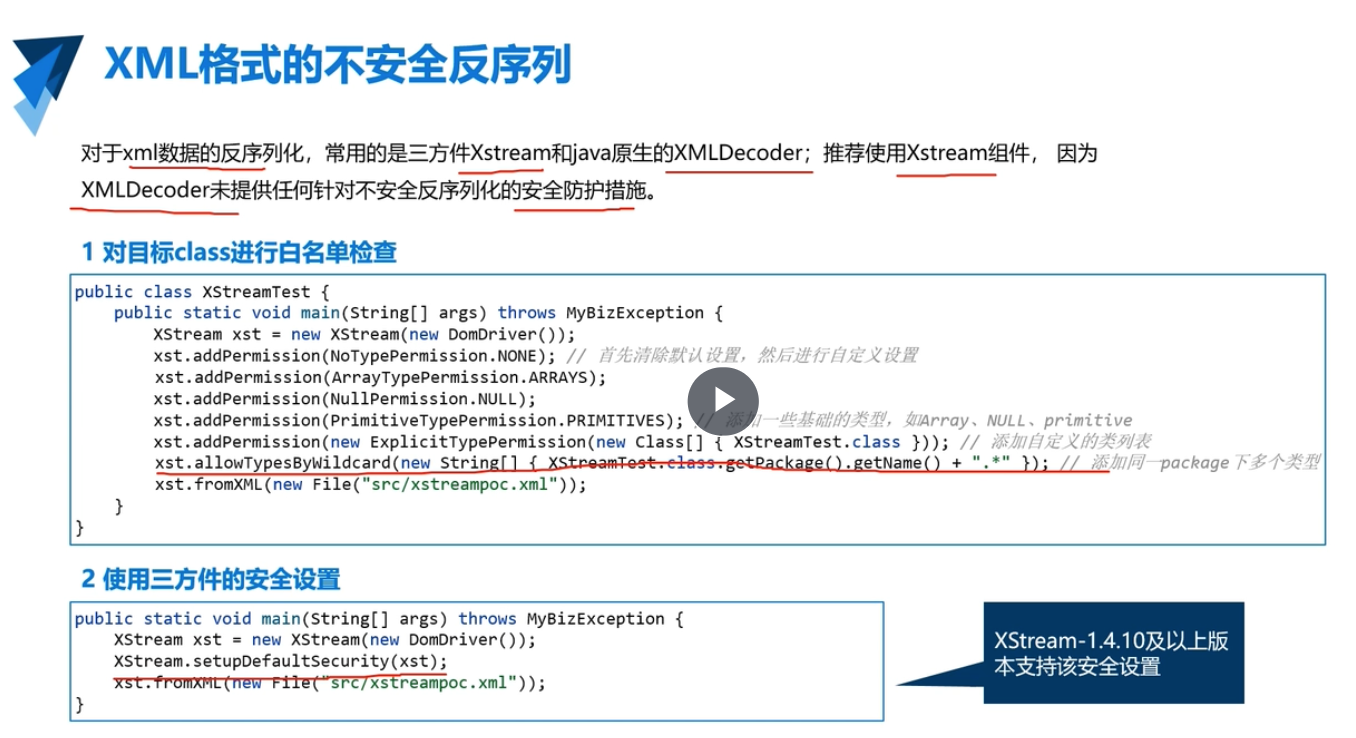 XML格式的不安全反序列
对于xml数据的反序列化，常用的是三方件Xstream和java原生的XMLDecoder；推荐使用Xstream组件， 因为
XMLDecoder未提供任何针对不安全反序列化的安全防护措施。
1 对目标class进行白名单检查
public class XStreamTest {
    public static void main(String[] args) throws MyBizException {
        XStream xst = new XStream(new DomDriver());
        xst.addPermission(NoTypePermission.NONE); // 首先清除默认设置，然后进行自定义设置
        xst.addPermission(ArrayTypePermission.ARRAYS);
        xst.addPermission(NullPermission.NULL);
        xst.addPermission(PrimitiveTypePermission.PRIMITIVES); // 添加一些基础的类型，如Array、NULL、primitive
        xst.addPermission(new ExplicitTypePermission(new Class[] { XStreamTest.class })); // 添加自定义的类列表
        xst.allowTypesByWildcard(new String[] { XStreamTest.class.getPackage().getName() + ".*" }); // 添加同一package下多个类型
        xst.fromXML(new File("src/xstreampoc.xml"));
    }
}
2 使用三方件的安全设置
public static void main(String[] args) throws MyBizException {
    XStream xst = new XStream(new DomDriver());
    XStream.setupDefaultSecurity(xst);
    xst.fromXML(new File("src/xstreampoc.xml"));
}
XStream-1.4.10及以上版
本支持该安全设置